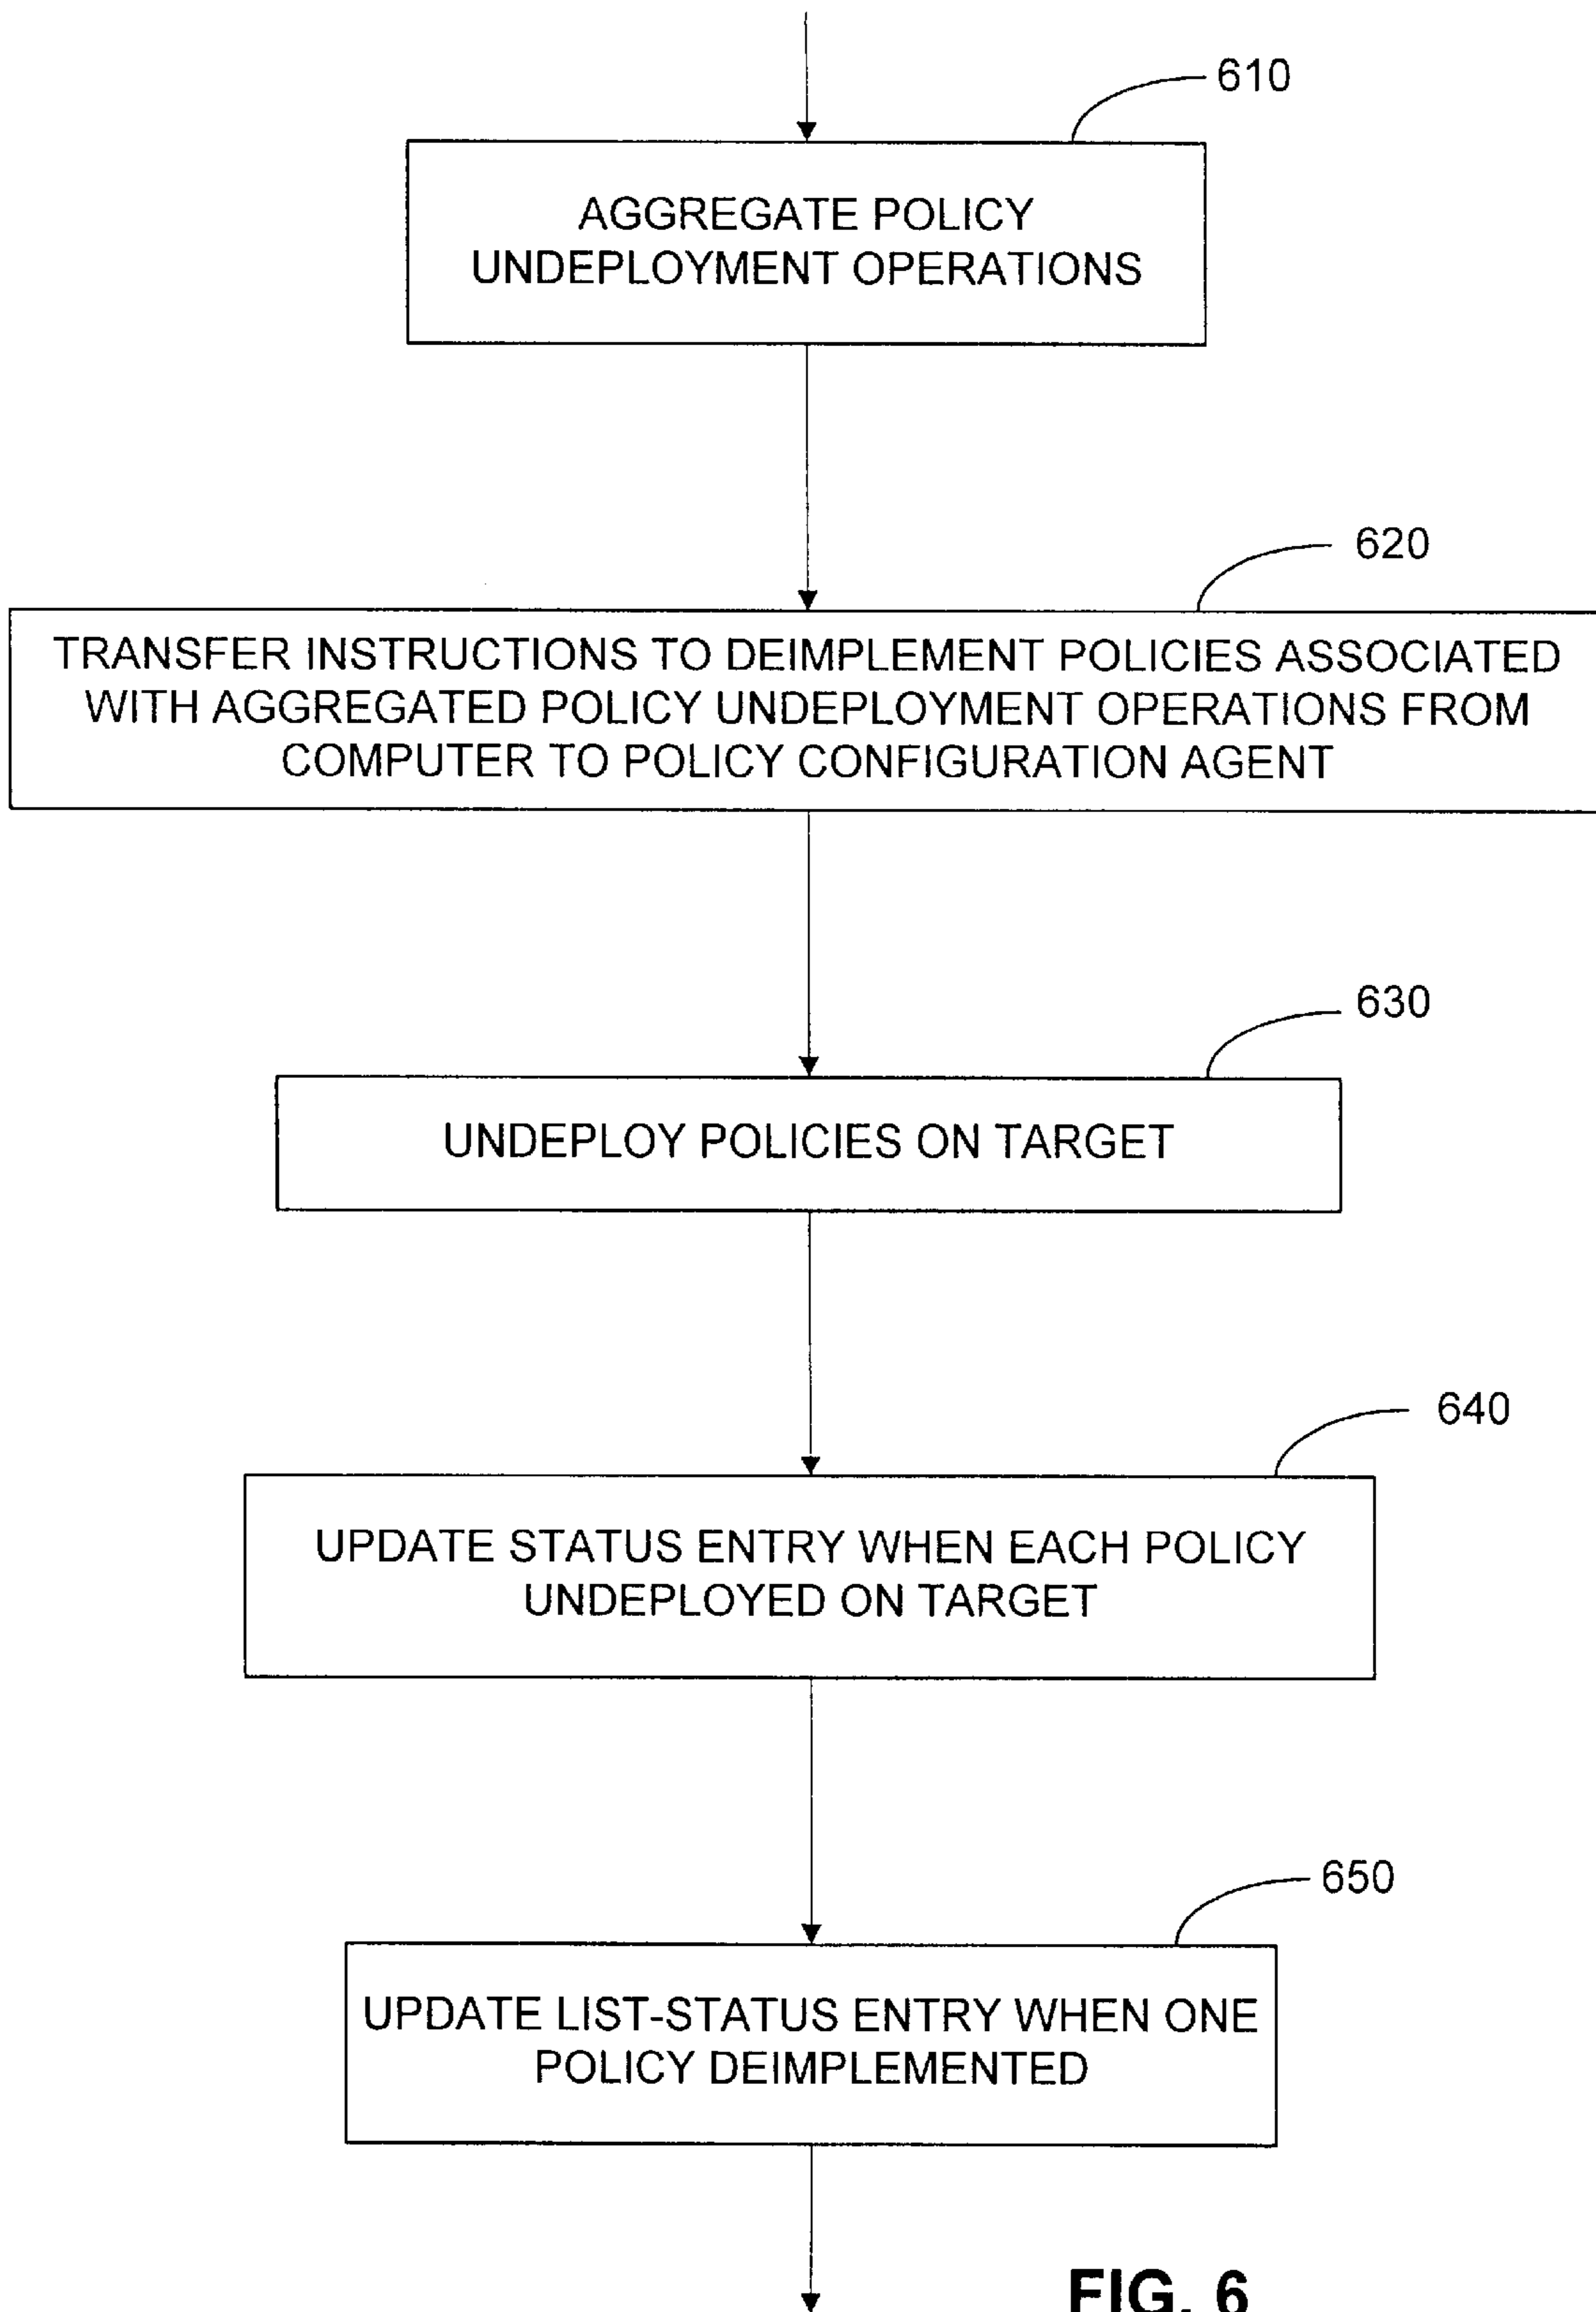 610
AGGREGATE POLICY
UNDEPLOYMENT OPERATIONS
620
TRANSFER INSTRUCTIONS TO DEIMPLEMENT POLICIES ASSOCIATED
WITH AGGREGATED POLICY UNDEPLOYMENT OPERATIONS FROM
COMPUTER TO POLICY CONFIGURATION AGENT
630
UNDEPLOY POLICIES ON TARGET
640
UPDATE STATUS ENTRY WHEN EACH POLICY
UNDEPLOYED ON TARGET
650
UPDATE LIST-STATUS ENTRY WHEN ONE
POLICY DEIMPLEMENTED
FIG. 6